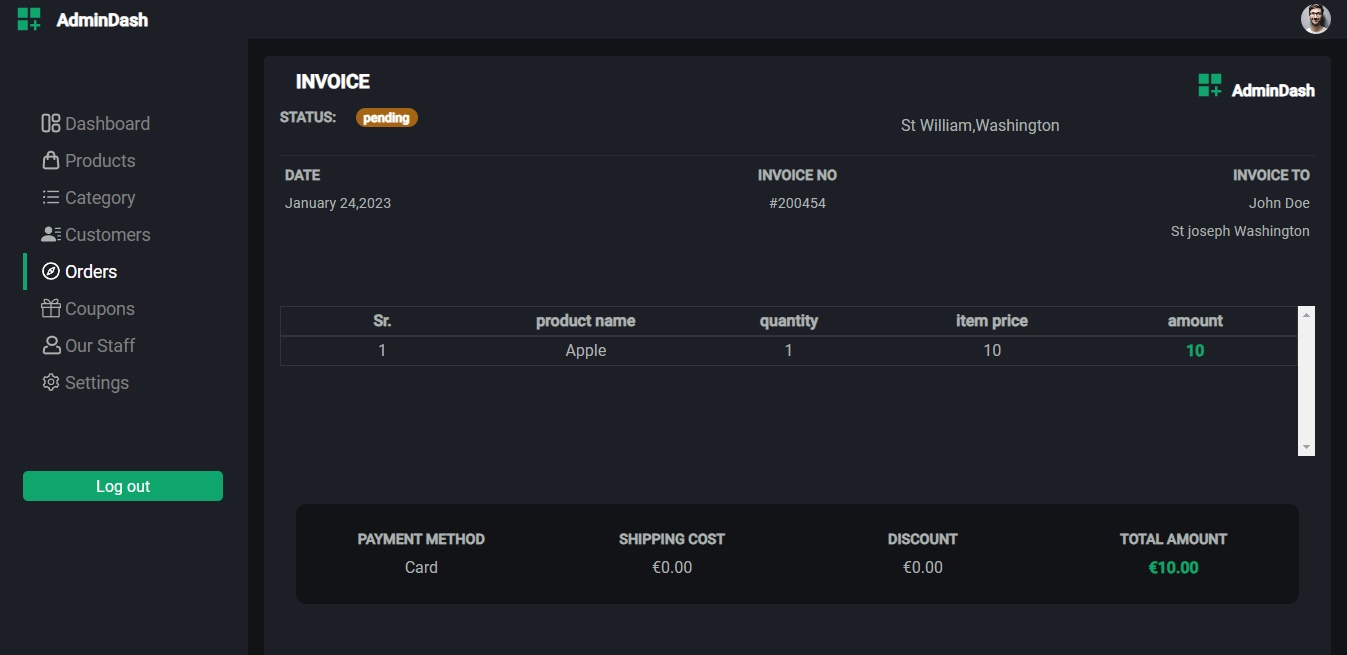 AdminDash
Dashboard
Products
Category
Customers
Orders
Coupons
Our Staff
Settings
Log out
INVOICE
AdminDash
STATUS: pending
St William,Washington
DATE INVOICE NO INVOICE TO
January 24,2023 #200454 John Doe
St joseph Washington
Sr. product name quantity item price amount
1 Apple 1 10 10
PAYMENT METHOD SHIPPING COST DISCOUNT TOTAL AMOUNT
Card €0.00 €0.00 €10.00